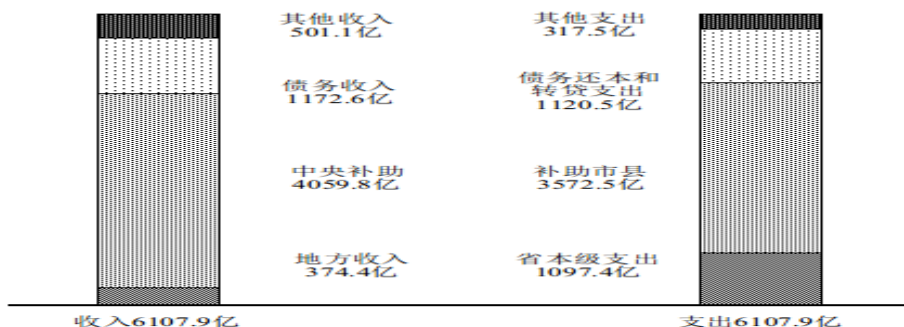 其他收入
501.1亿
债务收入
1172.6亿
中央补助
4059.8亿
地方收入
374.4亿
收入6107.9亿
其他支出
317.5亿
债务还本和
转贷支出
1120.5亿
补助市县
3572.5亿
省本级支出
1097.4亿
支出6107.9亿